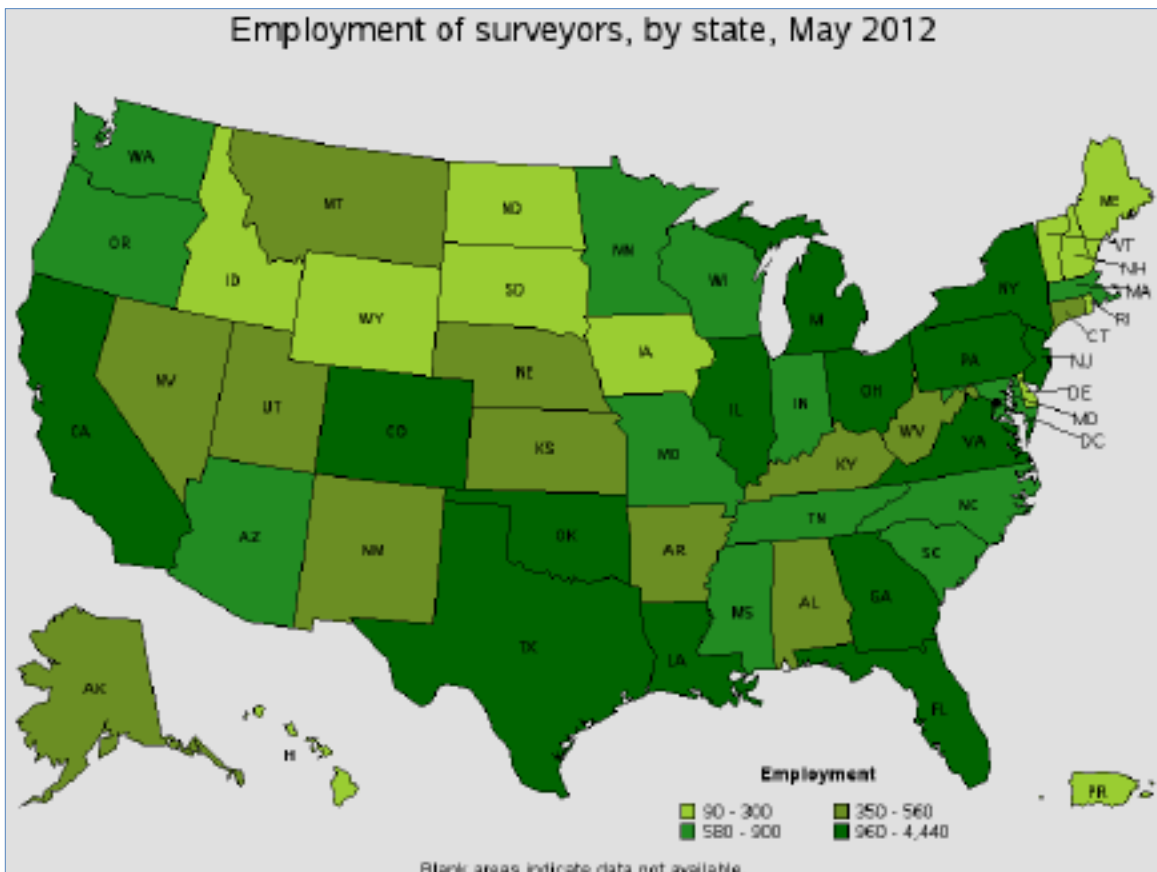 Employment of surveyors, by state, May 2012
WA
MT
ND
ME
OR
MN
VT
ID
SD
WI
NH
NY
MA
WY
MI
RI
IA
CT
NE
PA
NJ
NV
OH
UT
IL
IN
DE
CA
CO
MD
WV
VA
DC
KS
MO
KY
NC
TN
AZ
OK
NM
AR
SC
MS
AL
GA
TX
LA
AK
FL
HI
Employment
90 - 300
350 - 560
PR
580 - 900
960 - 4,440
Blank areas indicate data not available